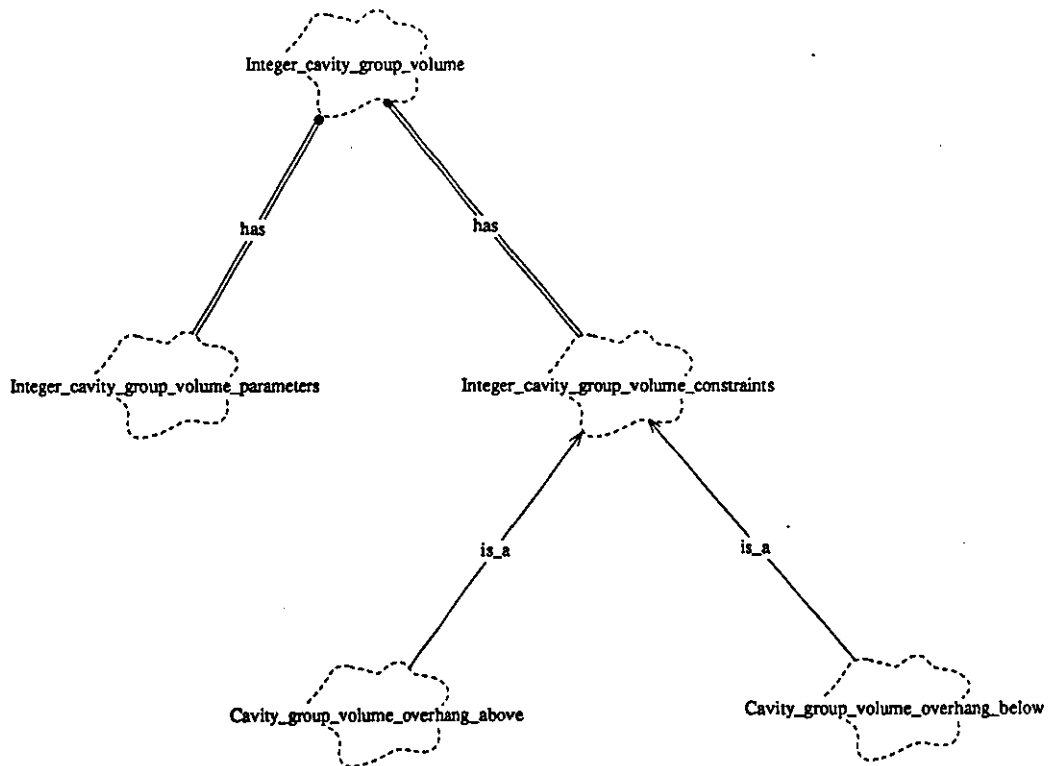 Integer_cavity_group_volume
has
has
Integer_cavity_group_volume_parameters
Integer_cavity_group_volume_constraints
is_a
is_a
Cavity_group_volume_overhang_above
Cavity_group_volume_overhang_below